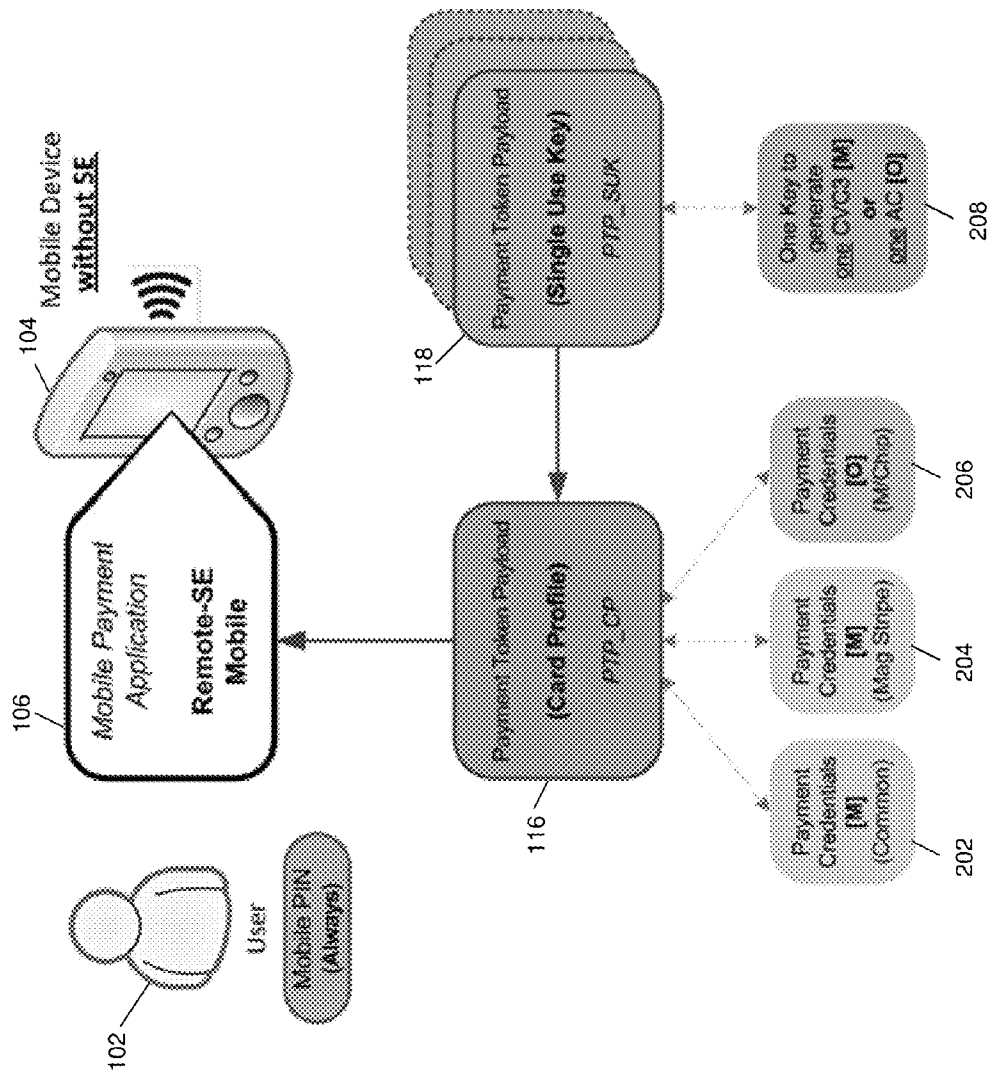 102
User
Mobile PIN
(Always)
106
Mobile Payment
Application
Remote-SE
Mobile
104
Mobile Device
without SE
116
Payment Token Payload
(Card Profile)
PTP_CP
118
Payment Token Payload
(Single Use Key)
PTP_SUK
Payment
Credentials
[M]
(Common)
202
Payment
Credentials
[M]
(Mag Stripe)
204
Payment
Credentials
[O]
(M/Chip)
206
One Key to
generate
one CVC3 [M]
or
one AC [O]
208